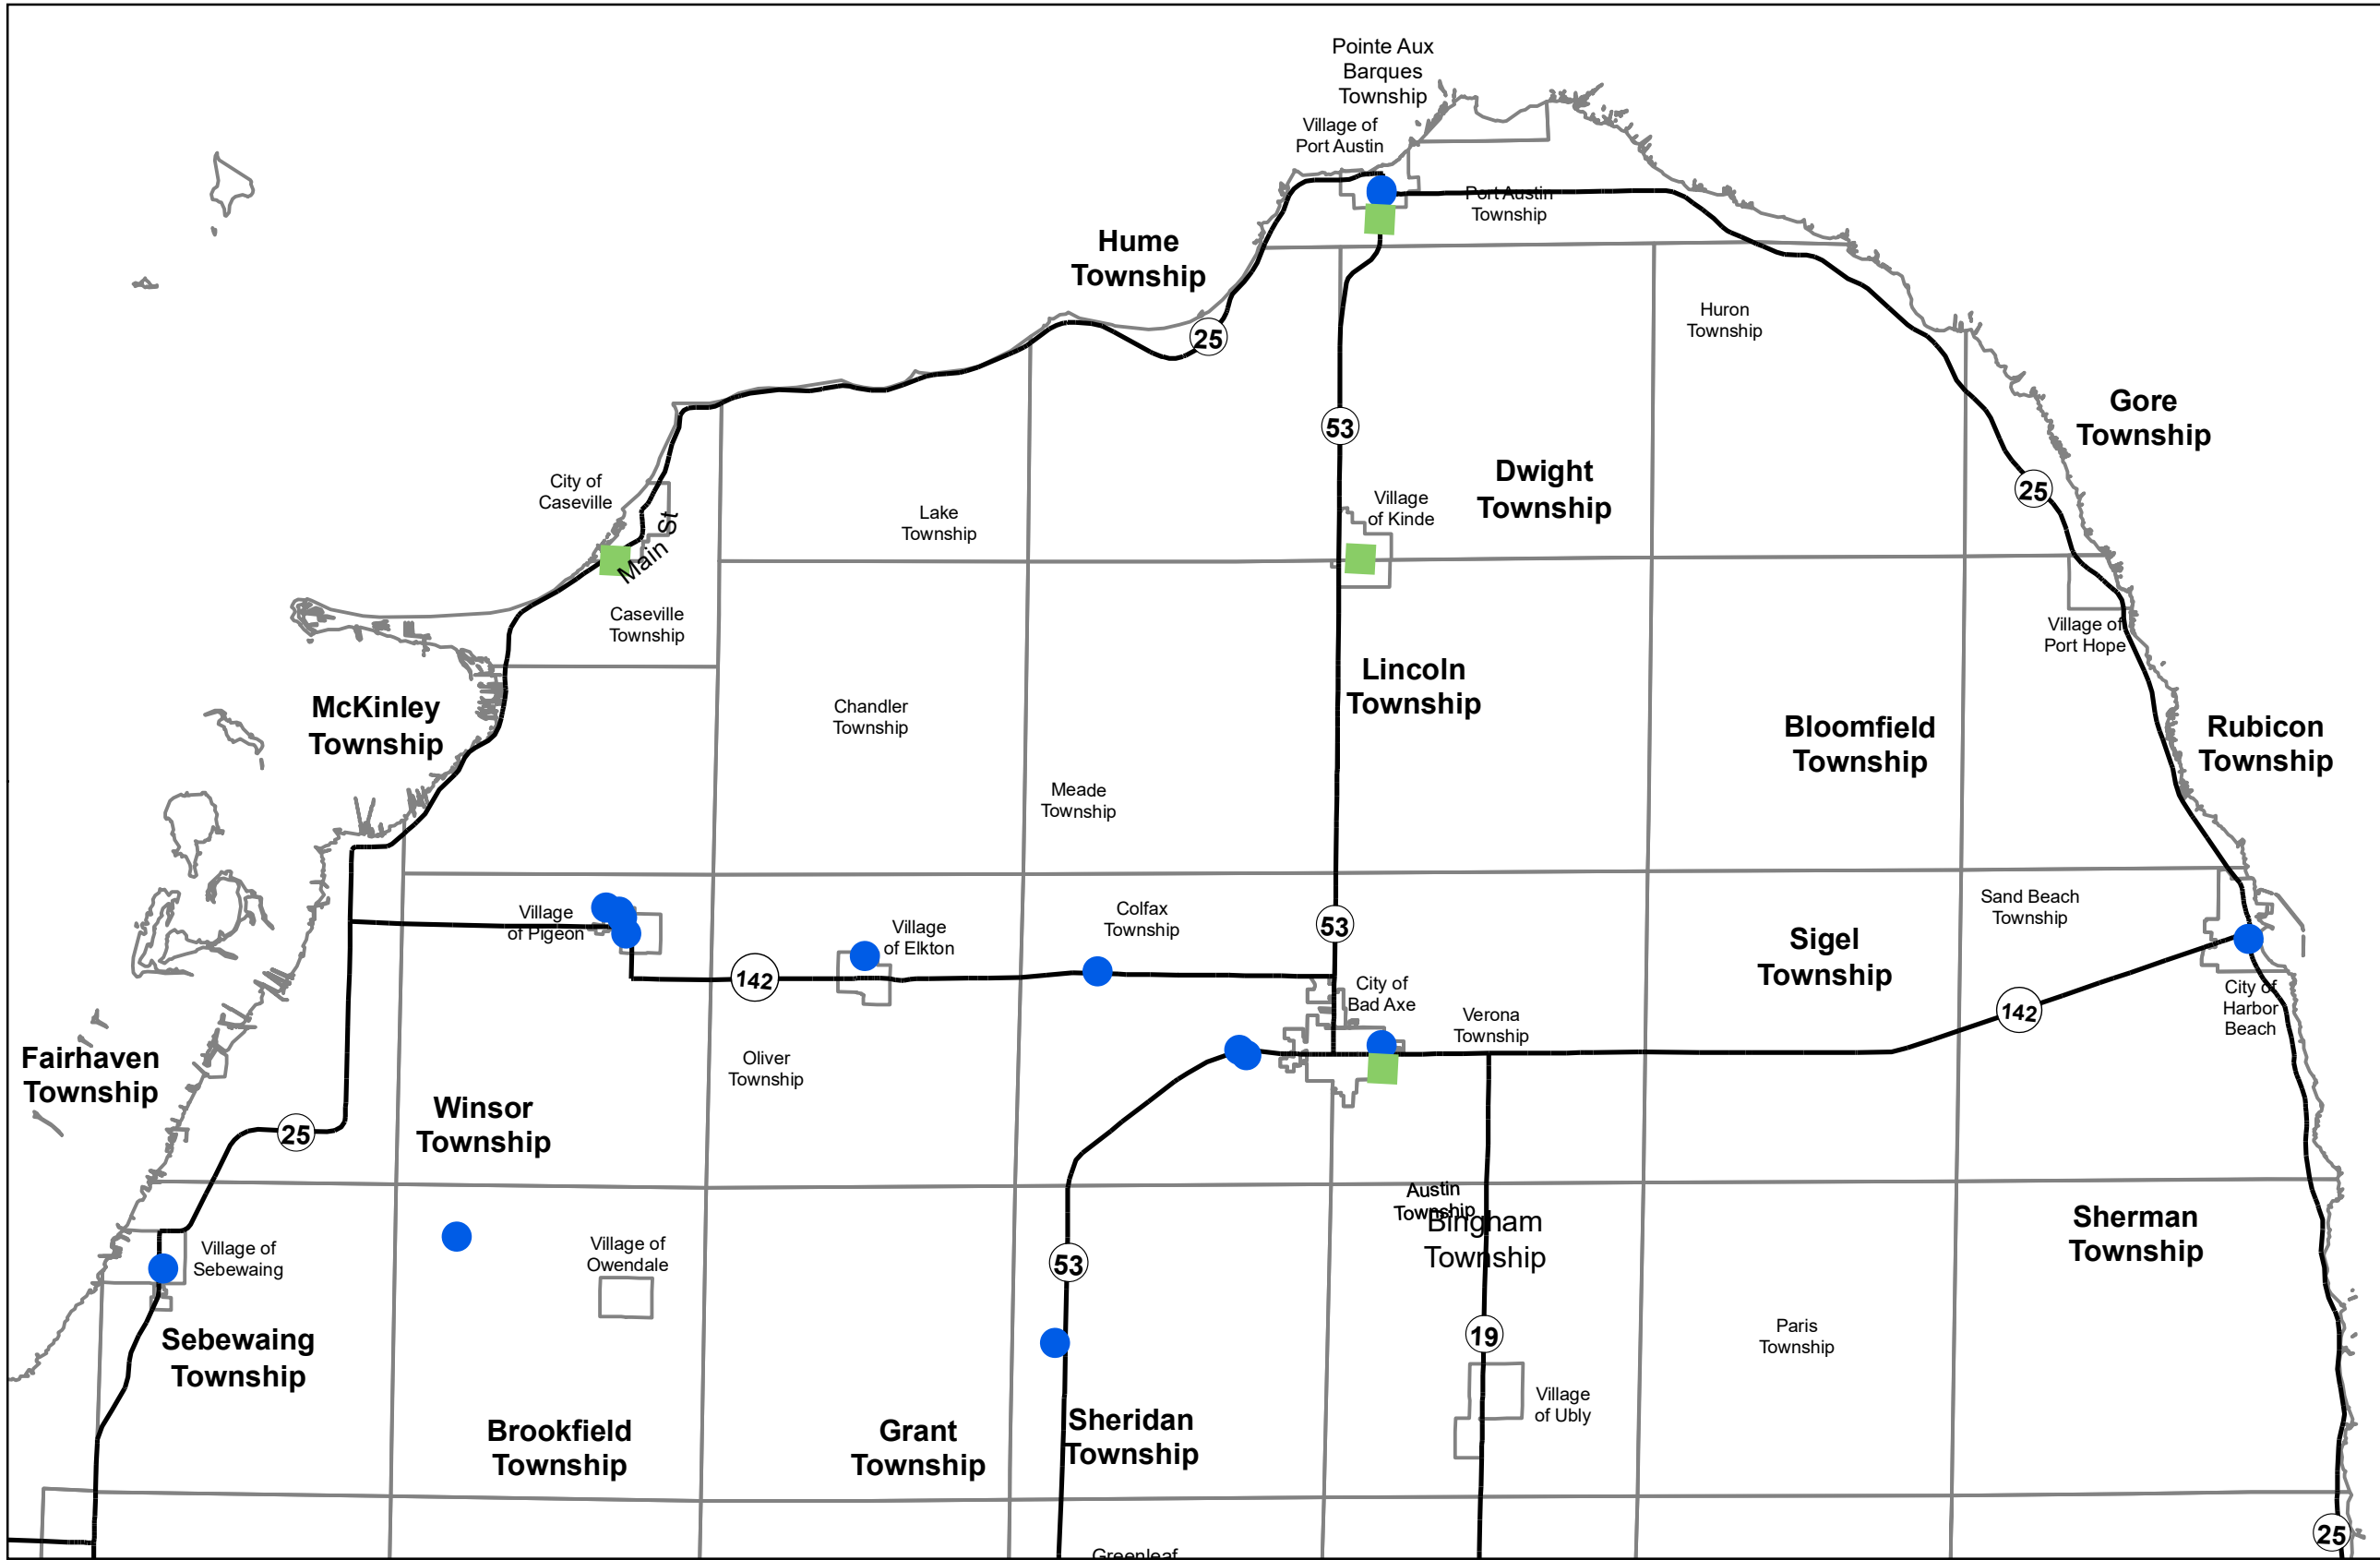 Pointe Aux
Barques
Township
Village of
Port Austin
Port Austin
Township
Hume
Township
25
Huron
Township
53
Gore
Township
City of
Caseville
Main St
Lake
Township
Village
of Kinde
Dwight
Township
25
Caseville
Township
Village of
Port Hope
McKinley
Township
Chandler
Township
Lincoln
Township
Bloomfield
Township
Rubicon
Township
Meade
Township
Village
of Pigeon
Village
of Elkton
Colfax
Township
53
Sand Beach
Township
Sigel
Township
142
City of
Bad Axe
Verona
Township
142
City of
Harbor
Beach
Fairhaven
Township
Oliver
Township
25
Winsor
Township
Austin
Township
Bingham
Township
Sherman
Township
Village of
Sebewaing
Village of
Owendale
53
Sebewaing
Township
19
Paris
Township
Village
of Ubly
Brookfield
Township
Grant
Township
Sheridan
Township
25
Greenleaf